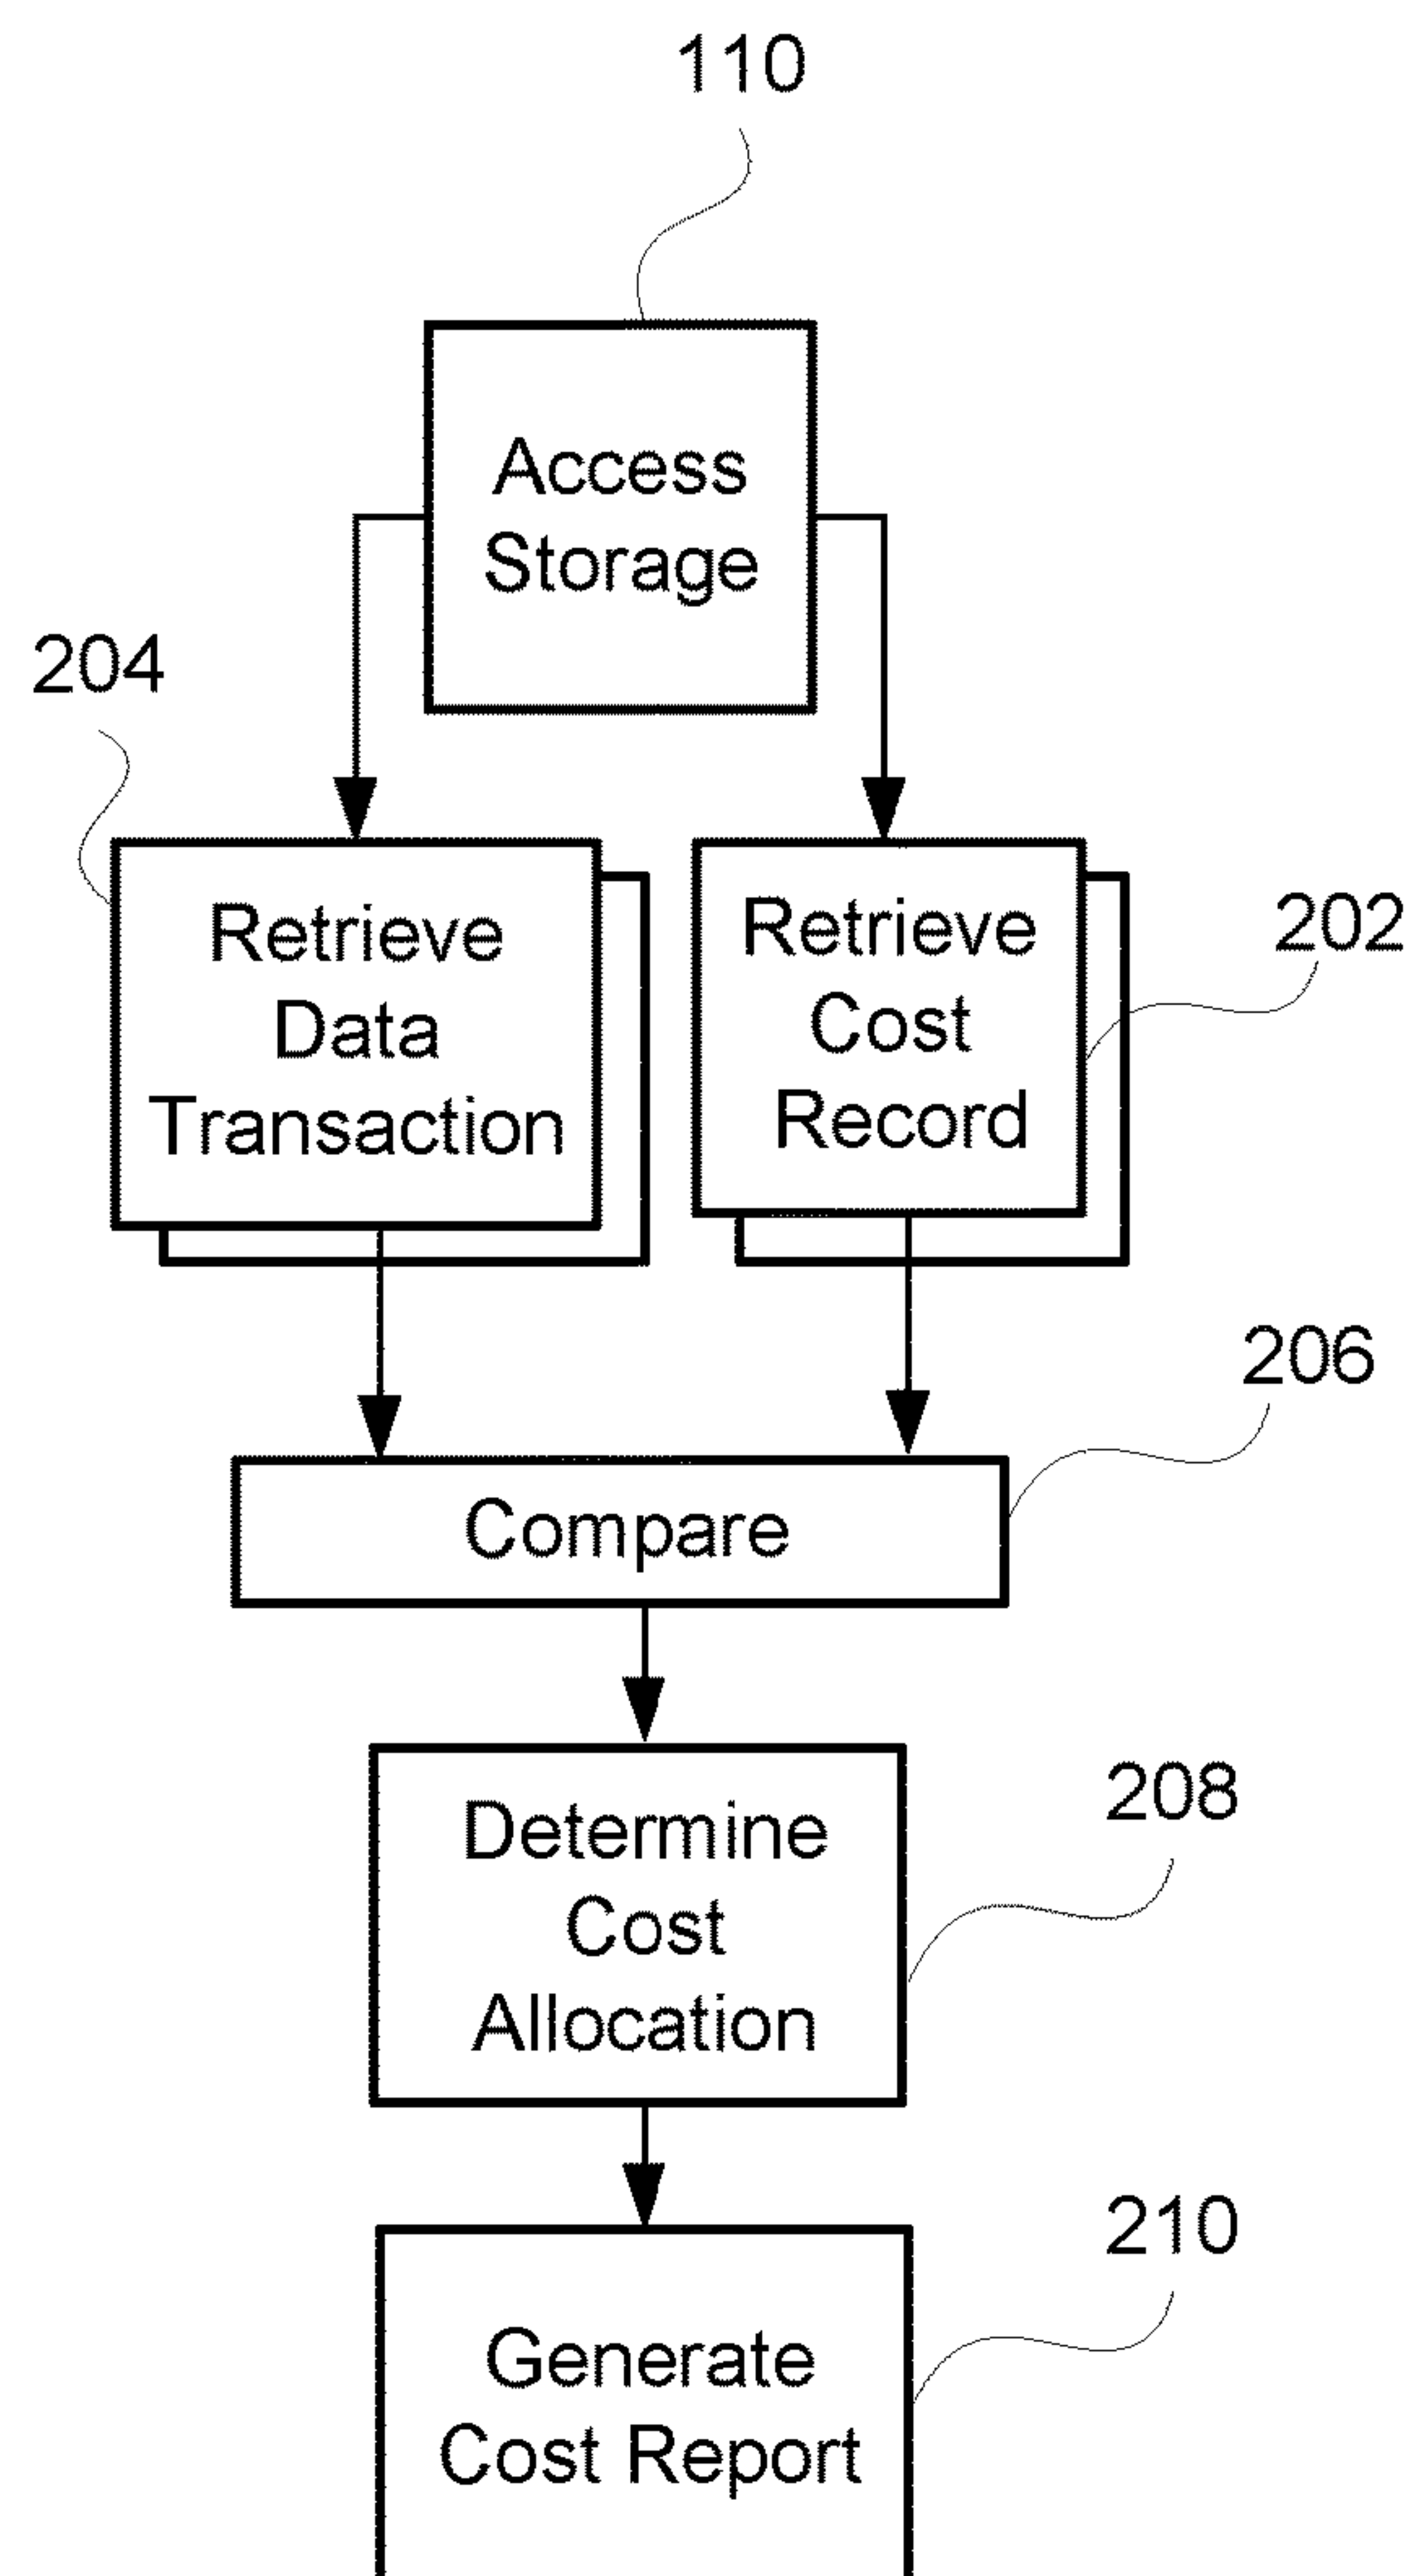 110
Access
Storage
204
Retrieve
Data
Transaction
Retrieve
Cost
Record
202
206
Compare
Determine
Cost
Allocation
208
210
Generate
Cost Report